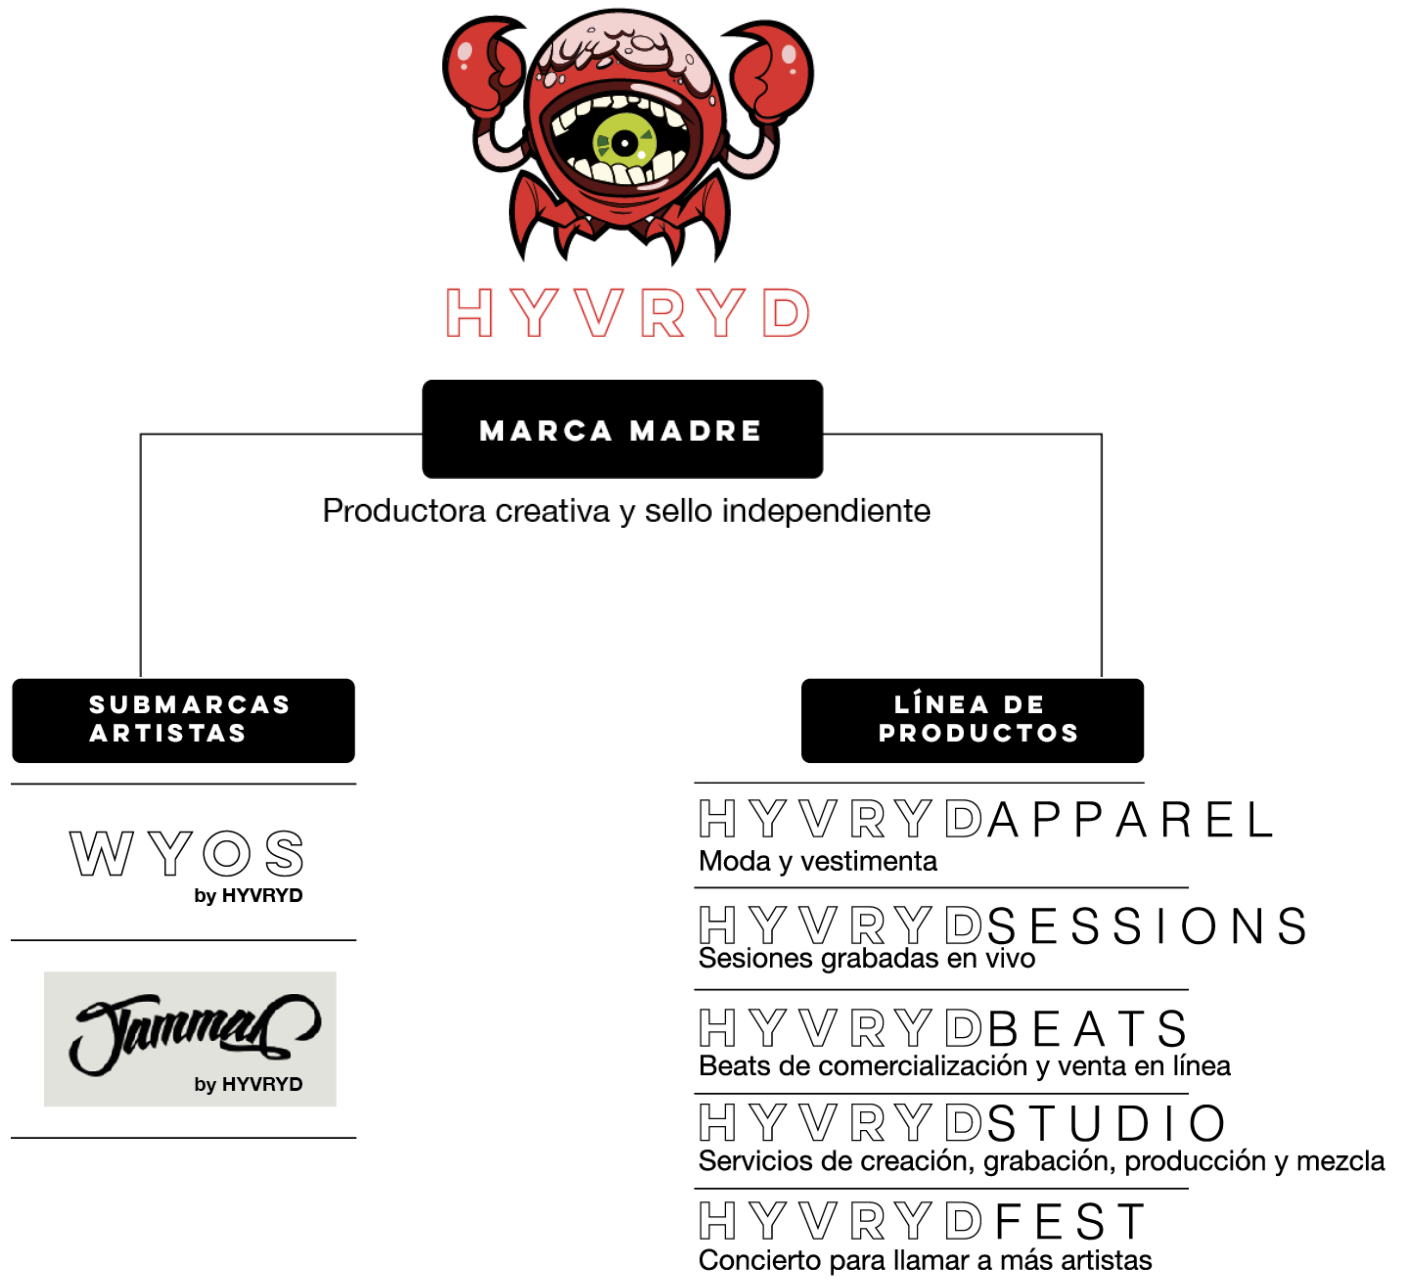 HYVRYD
MARCA MADRE
Productora creativa y sello independiente
SUBMARCAS
ARTISTAS
WYOS
by HYVRYD
Jammac
by HYVRYD
LÍNEA DE
PRODUCTOS
HYVRYDAPPAREL
Moda y vestimenta
HYVRYDSESSIONS
Sesiones grabadas en vivo
HYVRYDBEATS
Beats de comercialización y venta en línea
HYVRYDSTUDIO
Servicios de creación, grabación, producción y mezcla
HYVRYDFEST
Concierto para llamar a más artistas